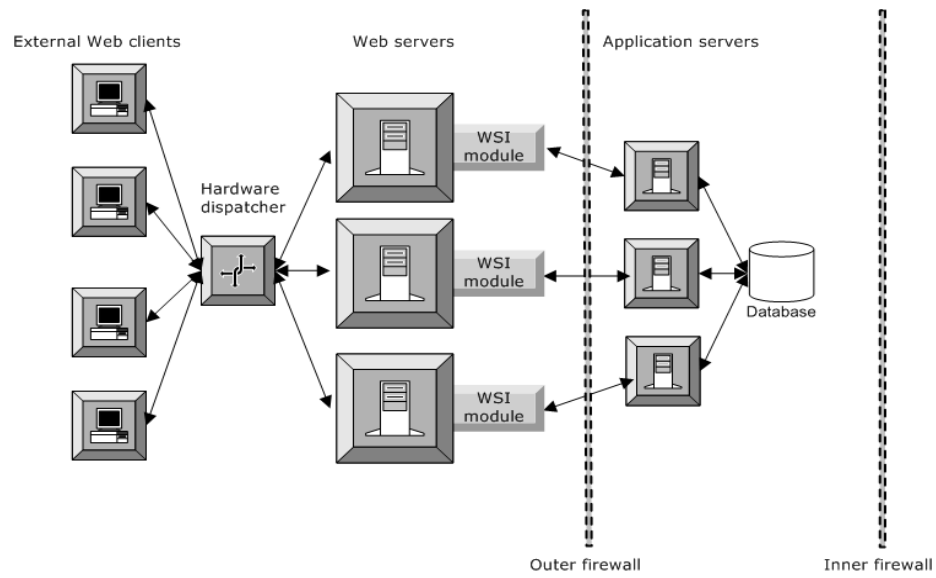 External Web clients
Web servers
Application servers
Hardware
dispatcher
WSI
module
WSI
module
WSI
module
Database
Outer firewall
Inner firewall